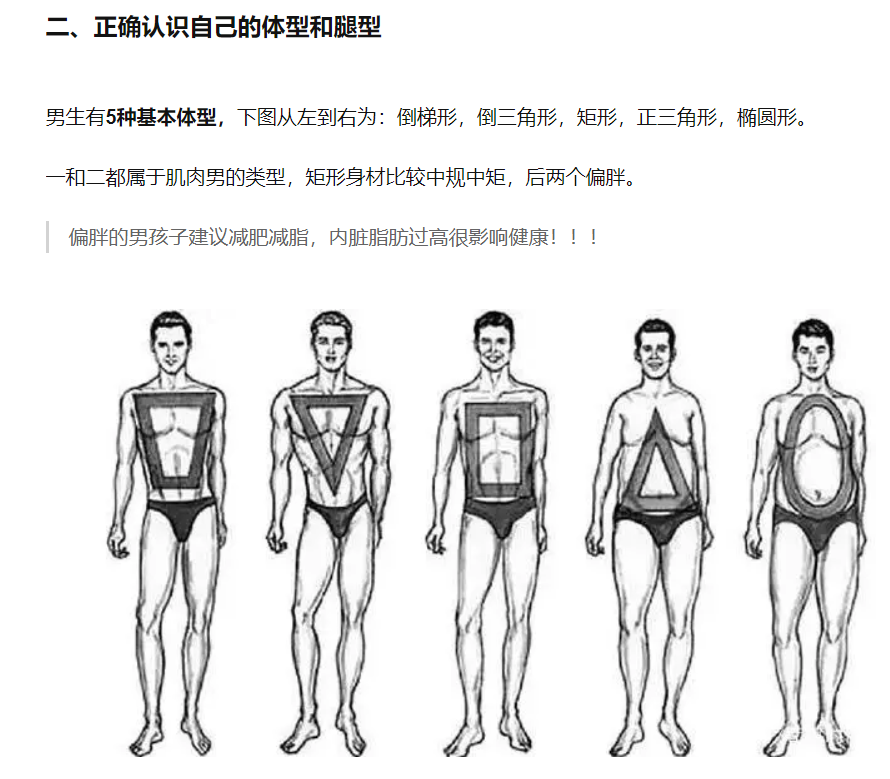 二、正确认识自己的体型和腿型
男生有5种基本体型，下图从左到右为：倒梯形，倒三角形，矩形，正三角形，椭圆形。
一和二都属于肌肉男的类型，矩形身材比较中规中矩，后两个偏胖。
偏胖的男孩子建议减肥减脂，内脏脂肪过高很影响健康！！！